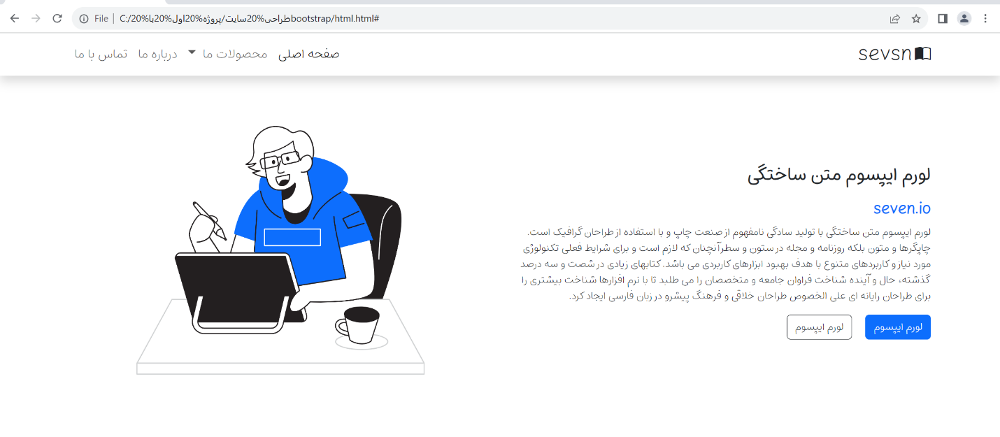 File | C:/20%طراحی%20سایت/پروژه%20اول%20با%20bootstrap/html.html#
sevsn
صفحه اصلی محصولات ما درباره ما تماس با ما
لورم ایپسوم متن ساختگی
seven.io
لورم ایپسوم متن ساختگی با تولید سادگی نامفهوم از صنعت چاپ و با استفاده از طراحان گرافیک است.
چاپگرها و متون بلکه روزنامه و مجله در ستون و سطرآنچنان که لازم است و برای شرایط فعلی تکنولوژی
مورد نیاز و کاربردهای متنوع با هدف بهبود ابزارهای کاربردی می باشد. کتابهای زیادی در شصت و سه درصد
گذشته، حال و آینده شناخت فراوان جامعه و متخصصان را می طلبد تا با نرم افزارها شناخت بیشتری را
برای طراحان رایانه ای علی الخصوص طراحان خلاقی و فرهنگ پیشرو در زبان فارسی ایجاد کرد.
لورم ایپسوم
لورم ایپسوم